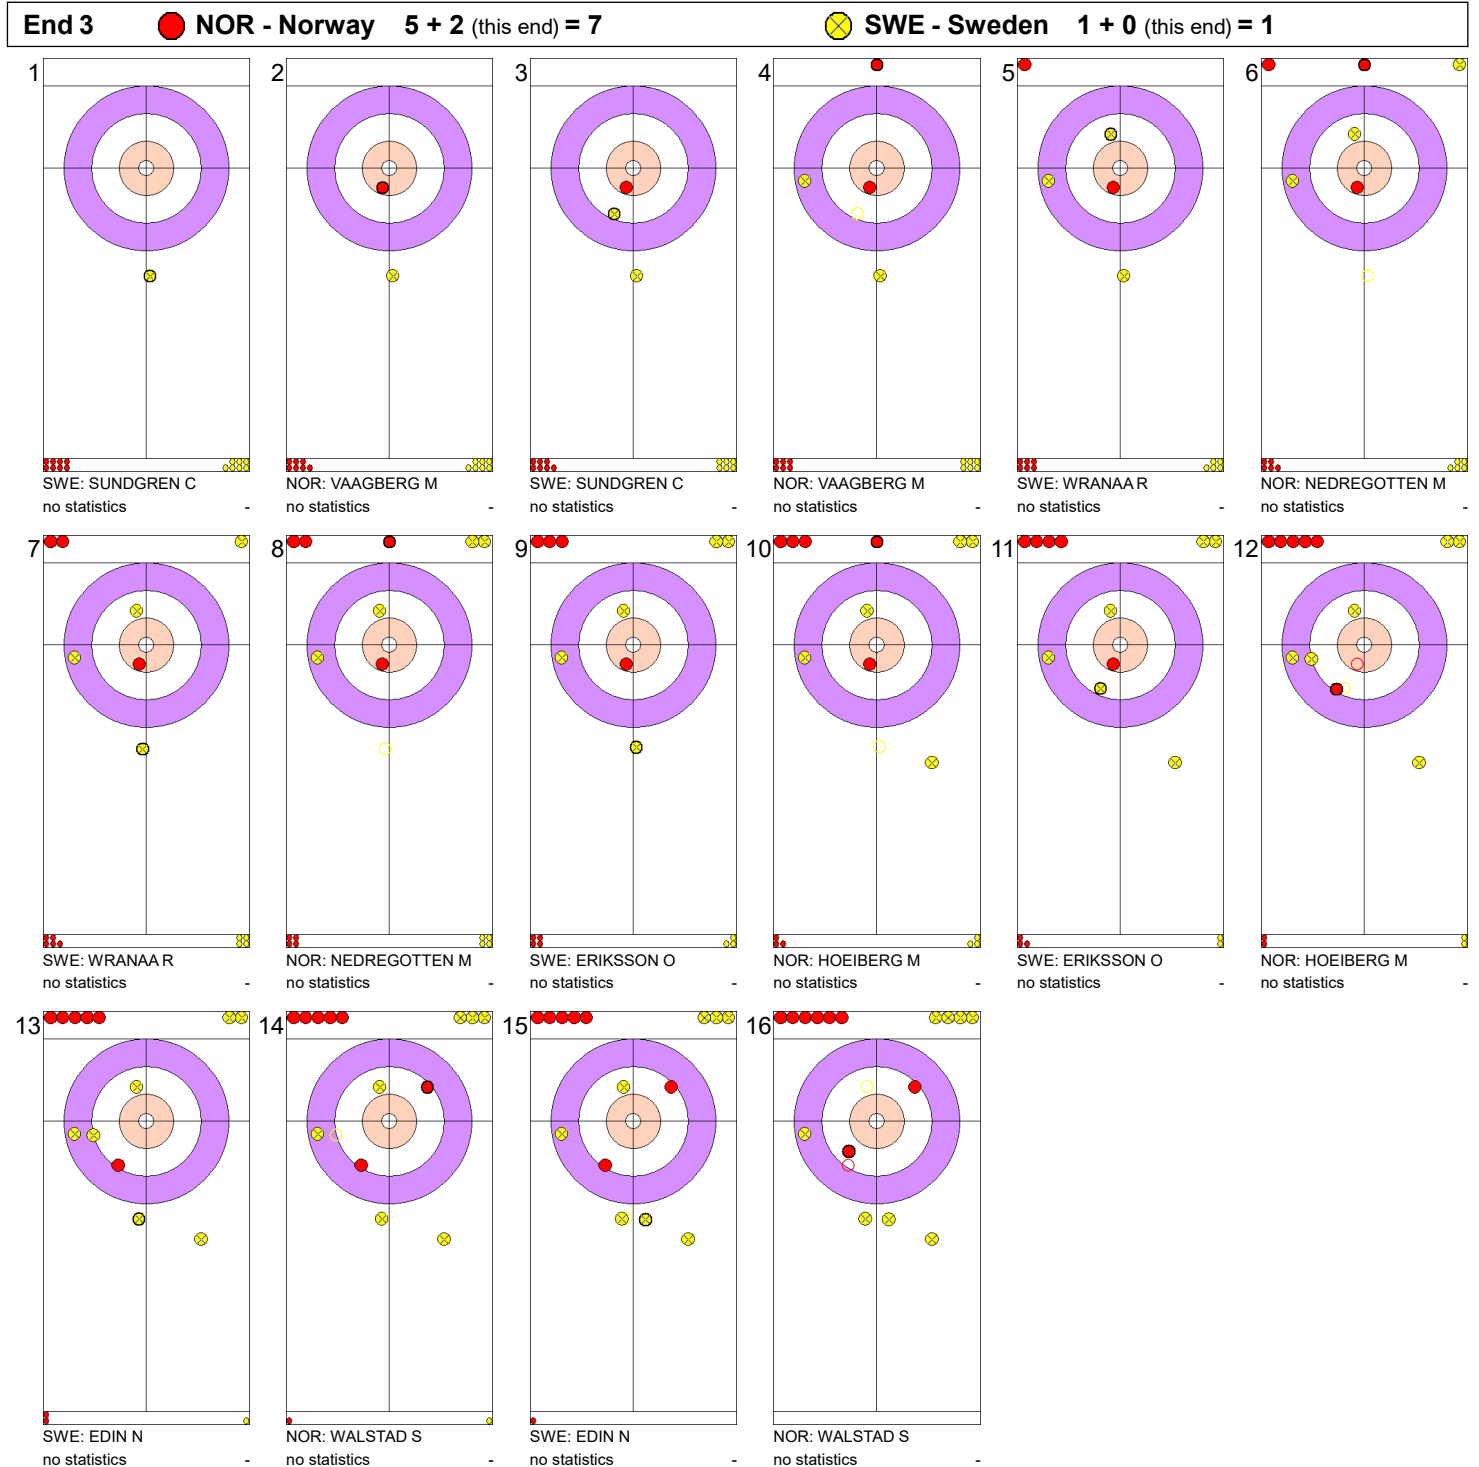 End 3 NOR - Norway 5 + 2 (this end) = 7 SWE - Sweden 1 + 0 (this end) = 1
1 2 3 4 5 6
SWE: SUNDGREN C NOR: VAAGBERG M SWE: SUNDGREN C NOR: VAAGBERG M SWE: WRANAA R NOR: NEDREGOTTEN M
no statistics - no statistics - no statistics - no statistics - no statistics - no statistics -
7 8 9 10 11 12
SWE: WRANAA R NOR: NEDREGOTTEN M SWE: ERIKSSON O NOR: HOEIBERG M SWE: ERIKSSON O NOR: HOEIBERG M
no statistics - no statistics - no statistics - no statistics - no statistics - no statistics -
13 14 15 16
SWE: EDIN N NOR: WALSTAD S SWE: EDIN N NOR: WALSTAD S
no statistics - no statistics - no statistics - no statistics -